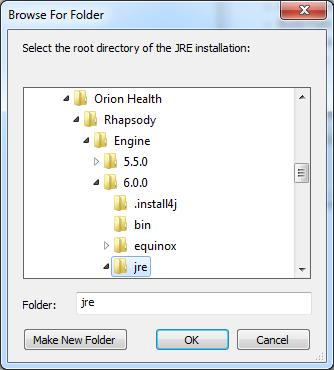 Browse For Folder
Select the root directory of the JRE installation:
Orion Health
Rhapsody
Engine
5.5.0
6.0.0
.install4j
bin
equinox
jre
Folder: jre
Make New Folder OK Cancel